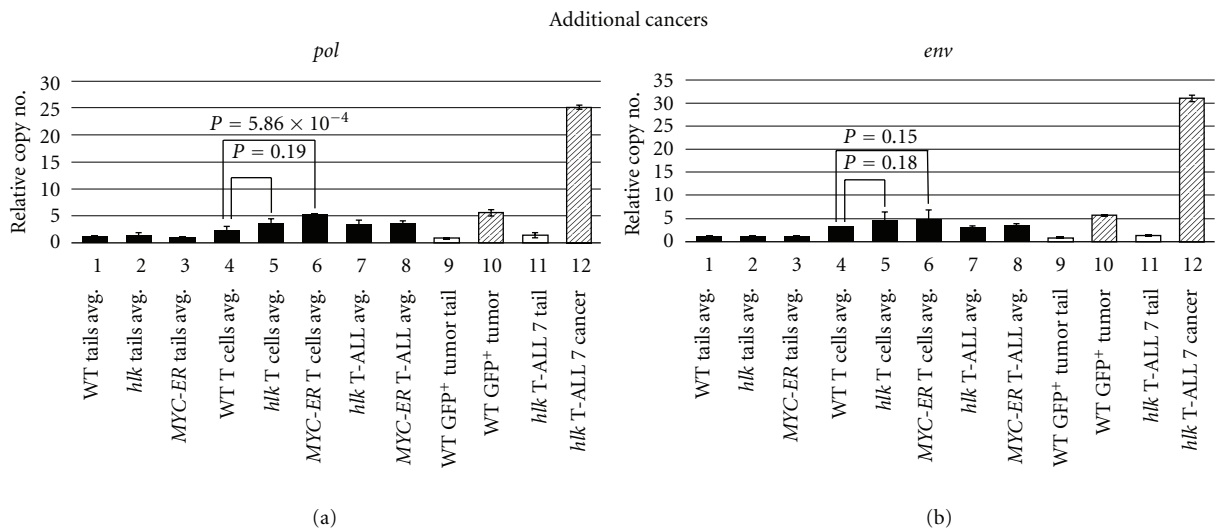 Additional cancers
pol
Relative copy no.
30
25
20
15
10
5
0
P = 5.86 × 10⁻⁴
P = 0.19
1 2 3 4 5 6 7 8 9 10 11 12
WT tails avg.
hlk tails avg.
MYC-ER tails avg.
WT T cells avg.
hlk T cells avg.
MYC-ER T cells avg.
hlk T-ALL avg.
MYC-ER T-ALL avg.
WT GFP⁺ tumor tail
WT GFP⁺ tumor
hlk T-ALL 7 tail
hlk T-ALL 7 cancer
(a)
env
Relative copy no.
35
30
25
20
15
10
5
0
P = 0.15
P = 0.18
1 2 3 4 5 6 7 8 9 10 11 12
WT tails avg.
hlk tails avg.
MYC-ER tails avg.
WT T cells avg.
hlk T cells avg.
MYC-ER T cells avg.
hlk T-ALL avg.
MYC-ER T-ALL avg.
WT GFP⁺ tumor tail
WT GFP⁺ tumor
hlk T-ALL 7 tail
hlk T-ALL 7 cancer
(b)